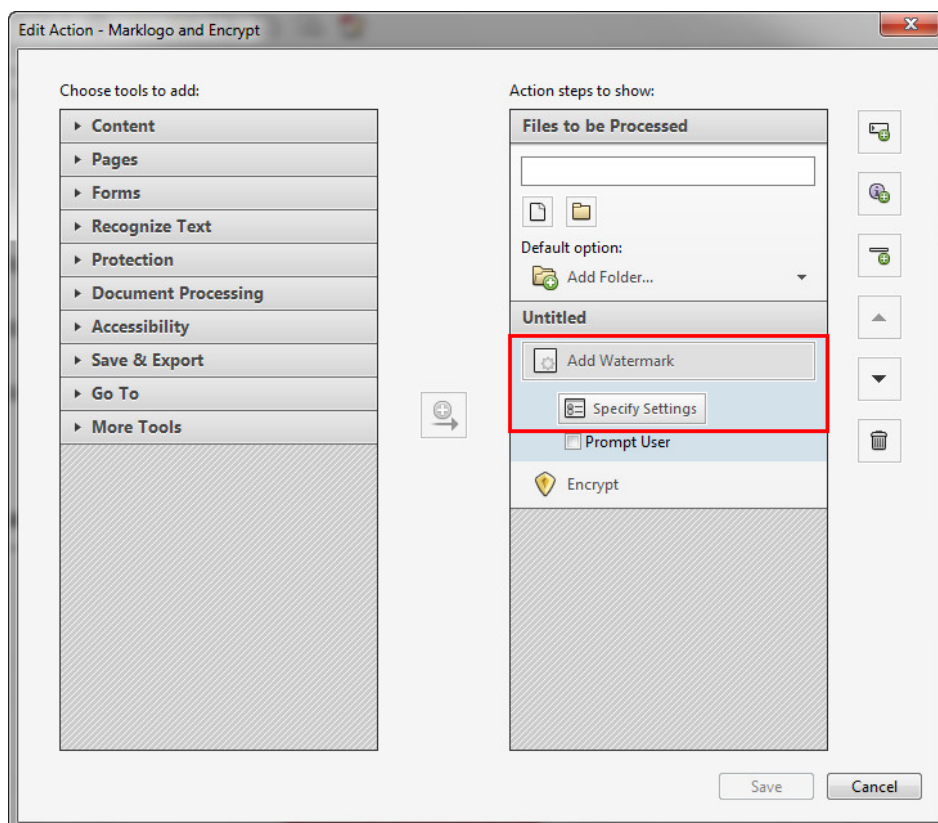 Edit Action - Marklogo and Encrypt
Choose tools to add:
Content
Pages
Forms
Recognize Text
Protection
Document Processing
Accessibility
Save & Export
Go To
More Tools
Action steps to show:
Files to be Processed
Default option:
Add Folder...
Untitled
Add Watermark
Specify Settings
Prompt User
Encrypt
Save
Cancel